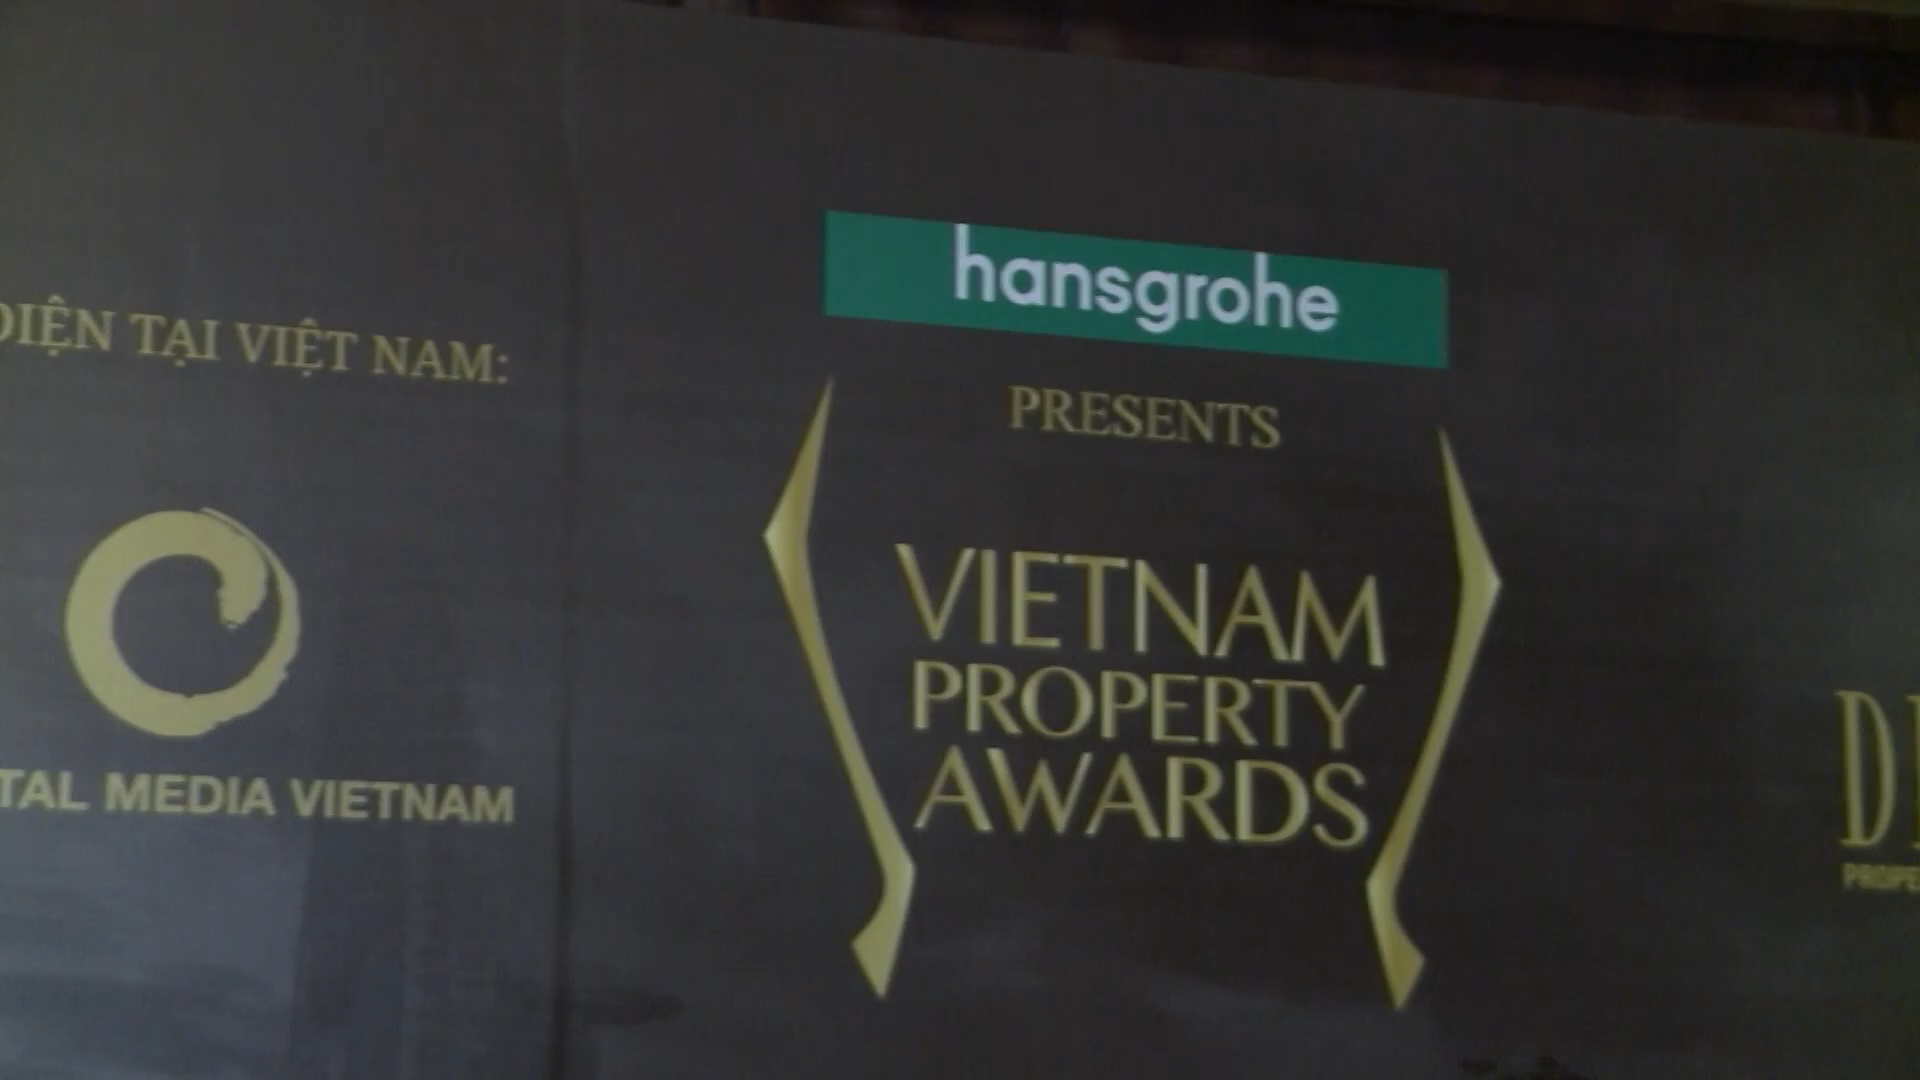 DIỆN TẠI VIỆT NAM:
TAL MEDIA VIETNAM
hansgrohe
PRESENTS
VIETNAM
PROPERTY
AWARDS